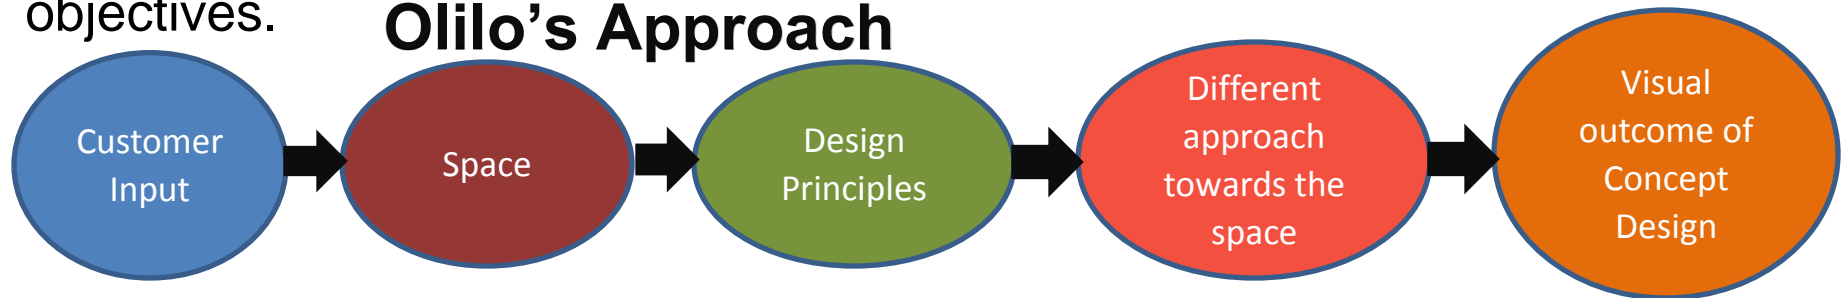 objectives.
Olilo's Approach
Customer
Input
Space
Design
Principles
Different
approach
towards the
space
Visual
outcome of
Concept
Design